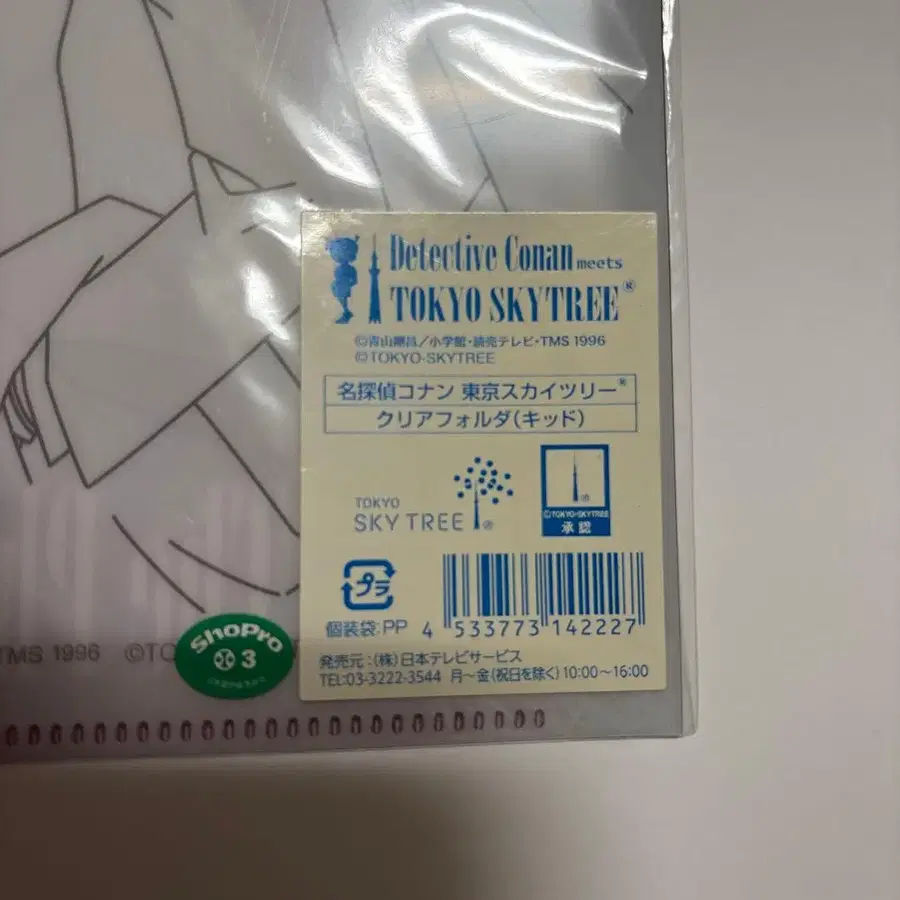 Detective Conan meets
TOKYO SKYTREE®
©青山剛昌／小学館・読売テレビ・TMS 1996
©TOKYO-SKYTREE
名探偵コナン 東京スカイツリー®
クリアフォルダ(キッド)
TOKYO
SKY TREE®
©TOKYO-SKYTREE
承認
プラ
個装袋:PP
4 533773 142227
発売元:(株)日本テレビサービス
TEL:03-3222-3544 月～金(祝日を除く)10:00～16:00
ShoPro
3
TMS 1996 ©TO